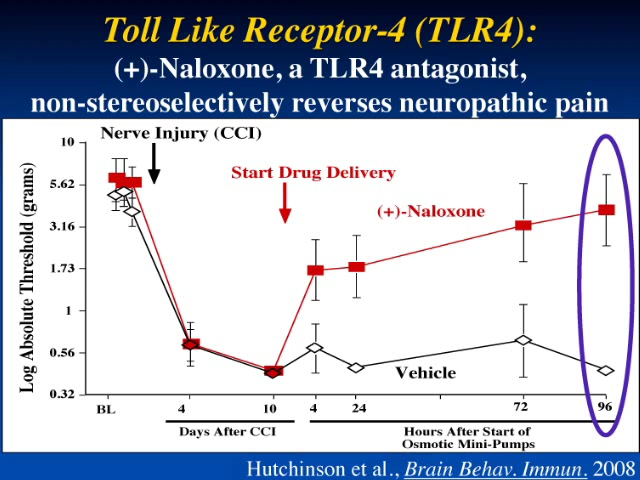 Toll Like Receptor-4 (TLR4):
(+)-Naloxone, a TLR4 antagonist,
non-stereoselectively reverses neuropathic pain
Nerve Injury (CCI)
Start Drug Delivery
(+)-Naloxone
Vehicle
Log Absolute Threshold (grams)
10
5.62
3.16
1.73
1
0.56
0.32
BL 4 10 4 24 72 96
Days After CCI
Hours After Start of
Osmotic Mini-Pumps
Hutchinson et al., Brain Behav. Immun. 2008